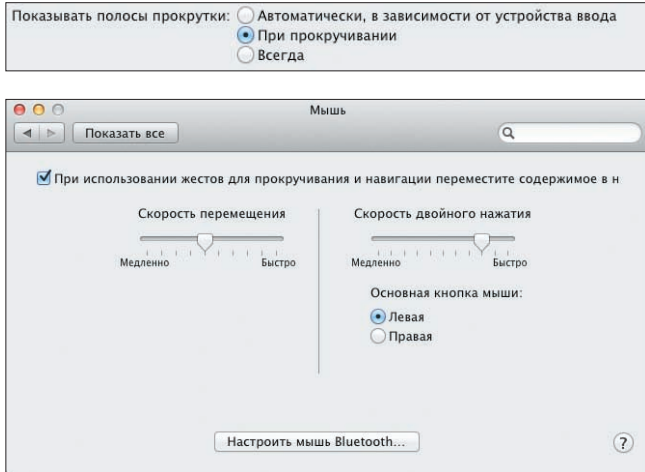 Показывать полосы прокрутки: Автоматически, в зависимости от устройства ввода
При прокручивании
Всегда
Мышь
Показать все
При использовании жестов для прокручивания и навигации переместите содержимое в н
Скорость перемещения Скорость двойного нажатия
Медленно Быстро Медленно Быстро
Основная кнопка мыши:
Левая
Правая
Настроить мышь Bluetooth... ?